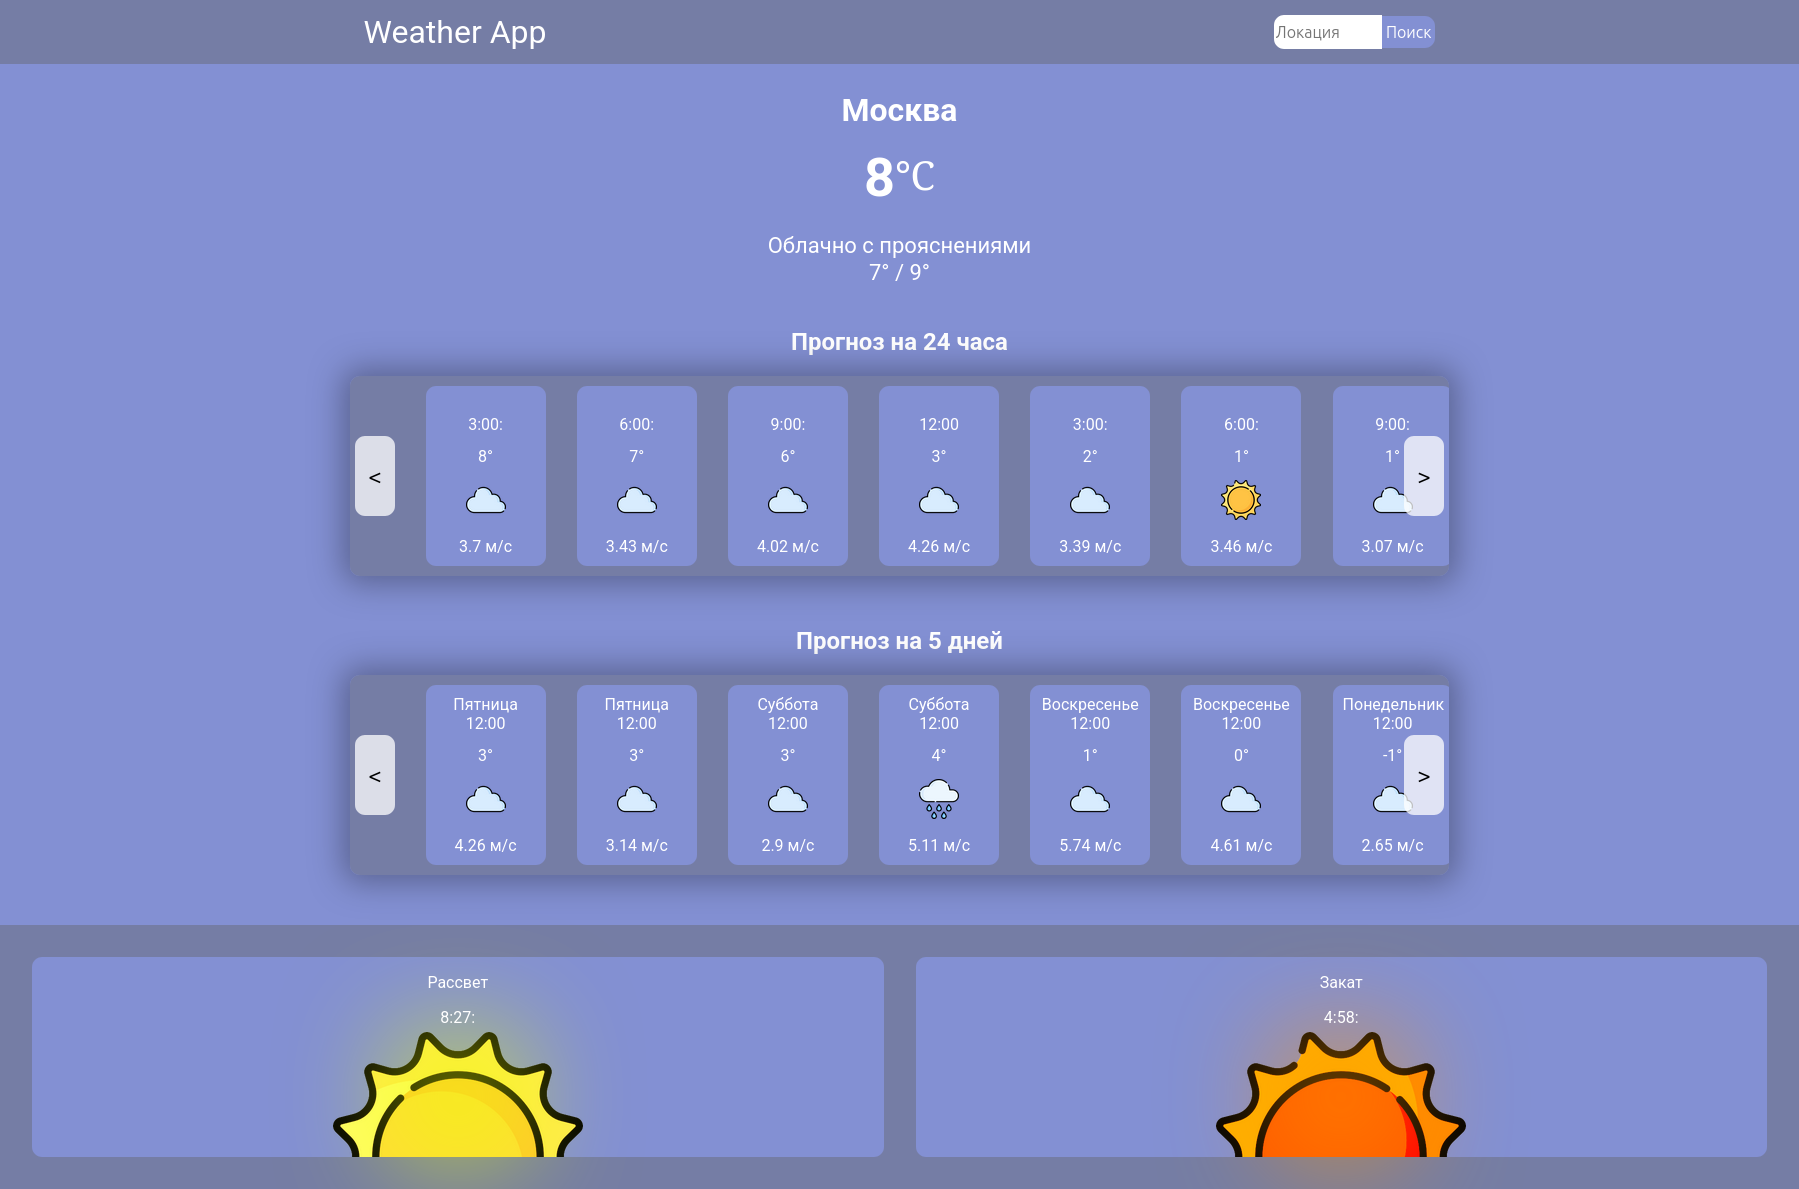 Weather App
Локация Поиск
Москва
8°C
Облачно с прояснениями
7° / 9°
Прогноз на 24 часа
3:00: 6:00: 9:00: 12:00 3:00: 6:00: 9:00:
< 8° 7° 6° 3° 2° 1° 1° >
3.7 м/с 3.43 м/с 4.02 м/с 4.26 м/с 3.39 м/с 3.46 м/с 3.07 м/с
Прогноз на 5 дней
Пятница Пятница Суббота Суббота Воскресенье Воскресенье Понедельник
12:00 12:00 12:00 12:00 12:00 12:00 12:00
< 3° 3° 3° 4° 1° 0° -1° >
4.26 м/с 3.14 м/с 2.9 м/с 5.11 м/с 5.74 м/с 4.61 м/с 2.65 м/с
Рассвет Закат
8:27: 4:58: